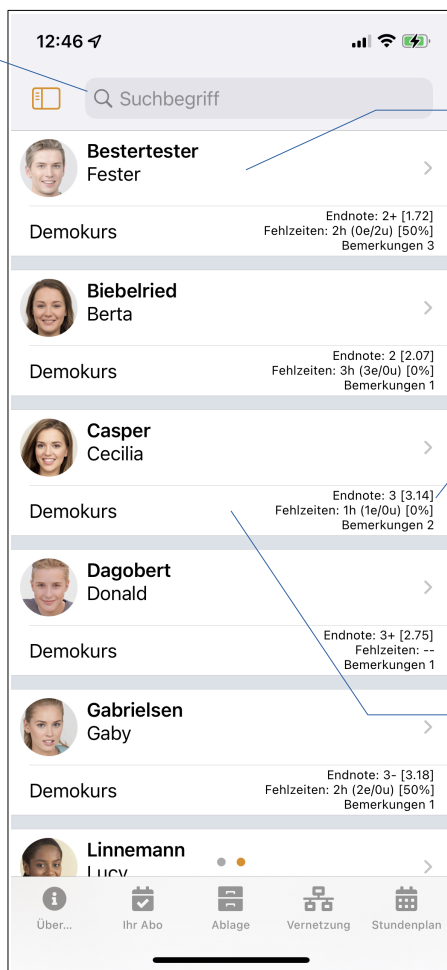 12:46
Suchbegriff
Bestertester
Fester
Demokurs
Endnote: 2+ [1.72]
Fehlzeiten: 2h (0e/2u) [50%]
Bemerkungen 3
Biebelried
Berta
Demokurs
Endnote: 2 [2.07]
Fehlzeiten: 3h (3e/0u) [0%]
Bemerkungen 1
Casper
Cecilia
Demokurs
Endnote: 3 [3.14]
Fehlzeiten: 1h (1e/0u) [0%]
Bemerkungen 2
Dagobert
Donald
Demokurs
Endnote: 3+ [2.75]
Fehlzeiten: --
Bemerkungen 1
Gabrielsen
Gaby
Demokurs
Endnote: 3- [3.18]
Fehlzeiten: 2h (2e/0u) [50%]
Bemerkungen 1
Linnemann
Lucy
Über...
Ihr Abo
Ablage
Vernetzung
Stundenplan